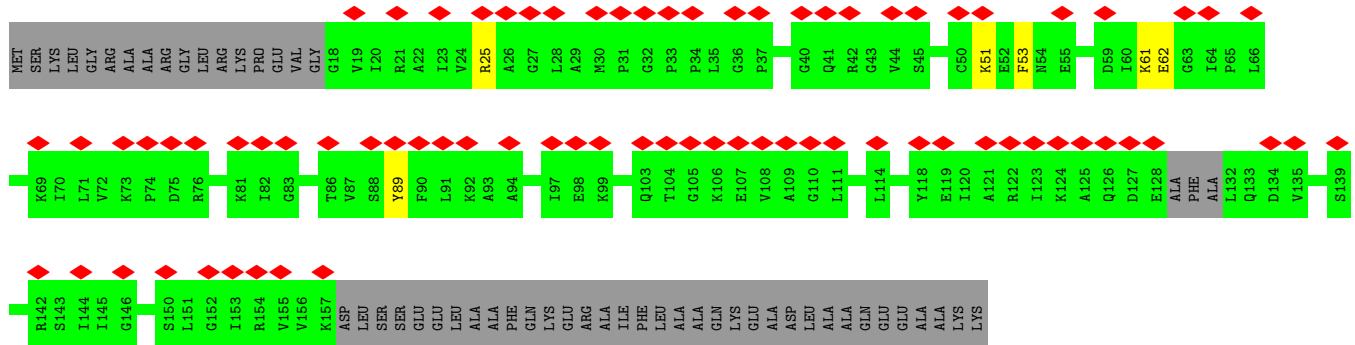 MET SER LYS LEU GLY ARG ALA ALA ARG GLY LEU ARG LYS PRO GLU VAL GLY G18 V19 I20 R21 A22 I23 V24 R25 A26 G27 L28 A29 M30 P31 G32 P33 P34 L35 G36 P37 G40 Q41 R42 G43 V44 S45 C50 K51 E52 F53 N54 E55 D59 I60 K61 E62 G63 I64 P65 L66
K69 I70 L71 V72 K73 P74 D75 R76 K81 I82 G83 T86 V87 S88 Y89 F90 L91 K92 A93 A94 I97 E98 K99 Q103 T104 G105 K106 E107 V108 A109 G110 L111 L114 Y118 E119 I120 A121 R122 I123 K124 A125 Q126 D127 E128 ALA PHE ALA L132 Q133 D134 V135 S139
R142 S143 I144 I145 G146 S150 L151 G152 I153 R154 V155 V156 K157 ASP LEU SER SER GLU GLU LEU ALA ALA PHE GLN LYS GLU ARG ALA ILE PHE LEU ALA ALA GLN LYS GLU ALA ASP LEU ALA ALA GLN GLU GLU ALA ALA LYS LYS